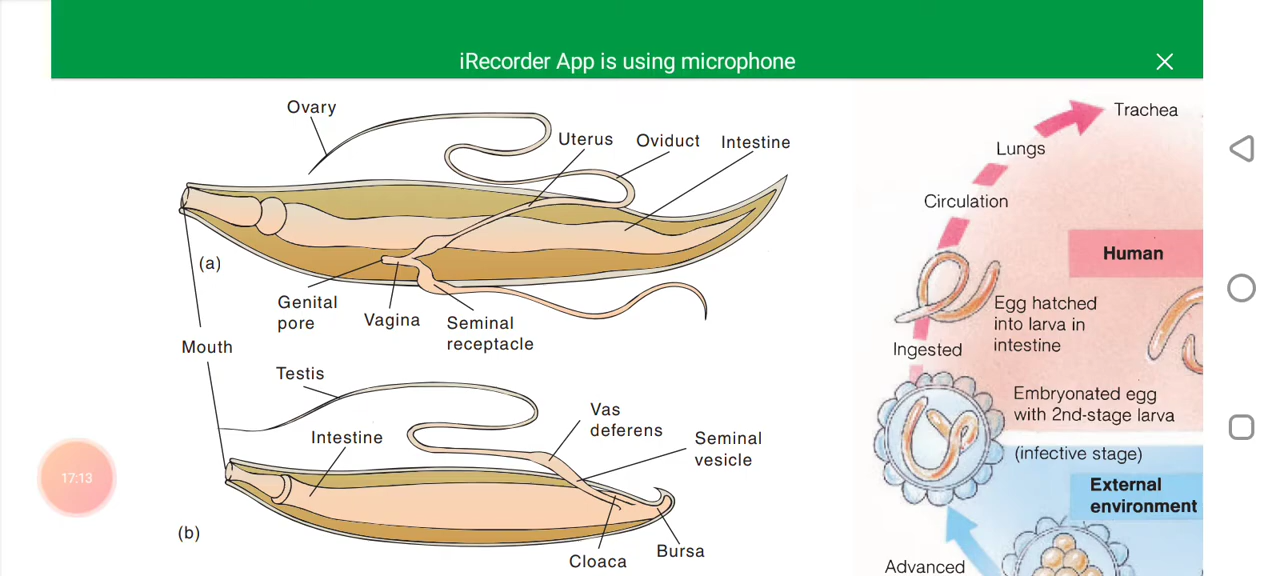 iRecorder App is using microphone
Ovary
Uterus
Oviduct
Intestine
(a)
Genital
pore
Vagina
Seminal
receptacle
Mouth
Testis
Intestine
Vas
deferens
Seminal
vesicle
17:13
(b)
Cloaca
Bursa
Trachea
Lungs
Circulation
Human
Egg hatched
into larva in
intestine
Ingested
Embryonated egg
with 2nd-stage larva
(infective stage)
External
environment
Advanced